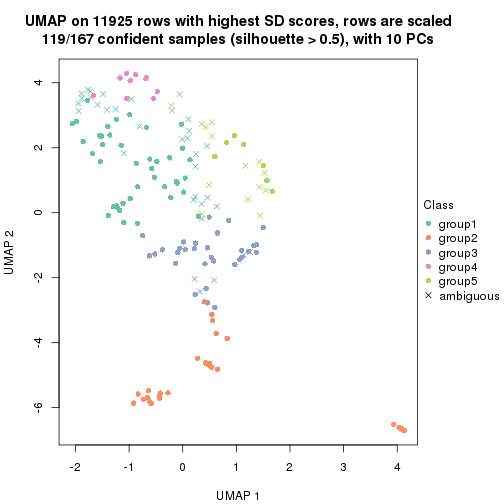 UMAP on 11925 rows with highest SD scores, rows are scaled
119/167 confident samples (silhouette > 0.5), with 10 PCs
4
2
0
-2
-4
-6
UMAP 2
-2
-1
0
1
2
3
4
UMAP 1
Class
group1
group2
group3
group4
group5
ambiguous